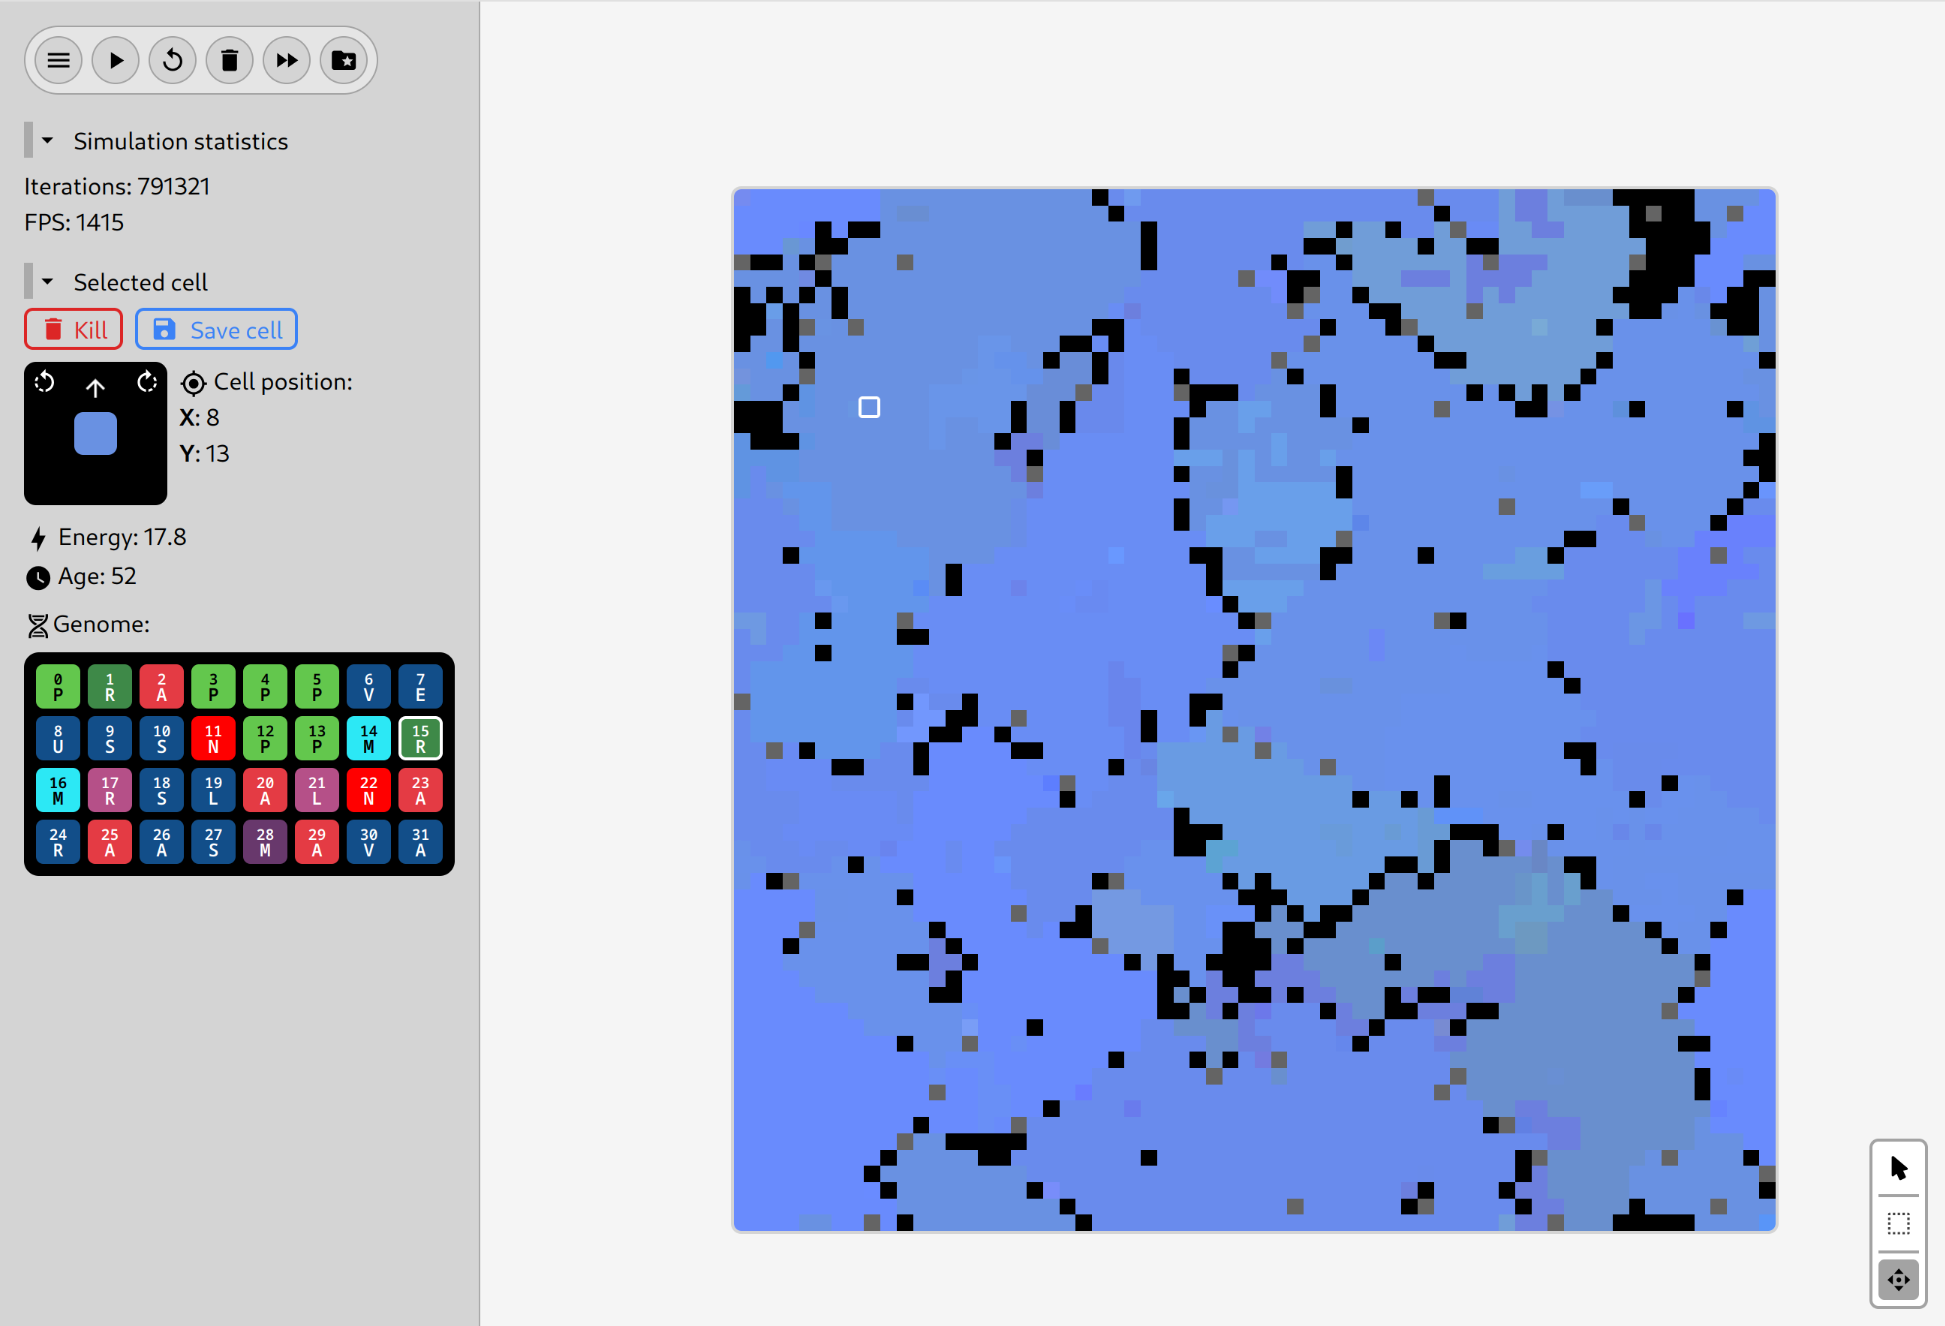 Simulation statistics
Iterations: 791321
FPS: 1415
Selected cell
Kill Save cell
Cell position:
X: 8
Y: 13
Energy: 17.8
Age: 52
Genome:
0 1 2 3 4 5 6 7
P R A P P P V E
8 9 10 11 12 13 14 15
U S S N P P M R
16 17 18 19 20 21 22 23
M R S L A L N A
24 25 26 27 28 29 30 31
R A A S M A V A